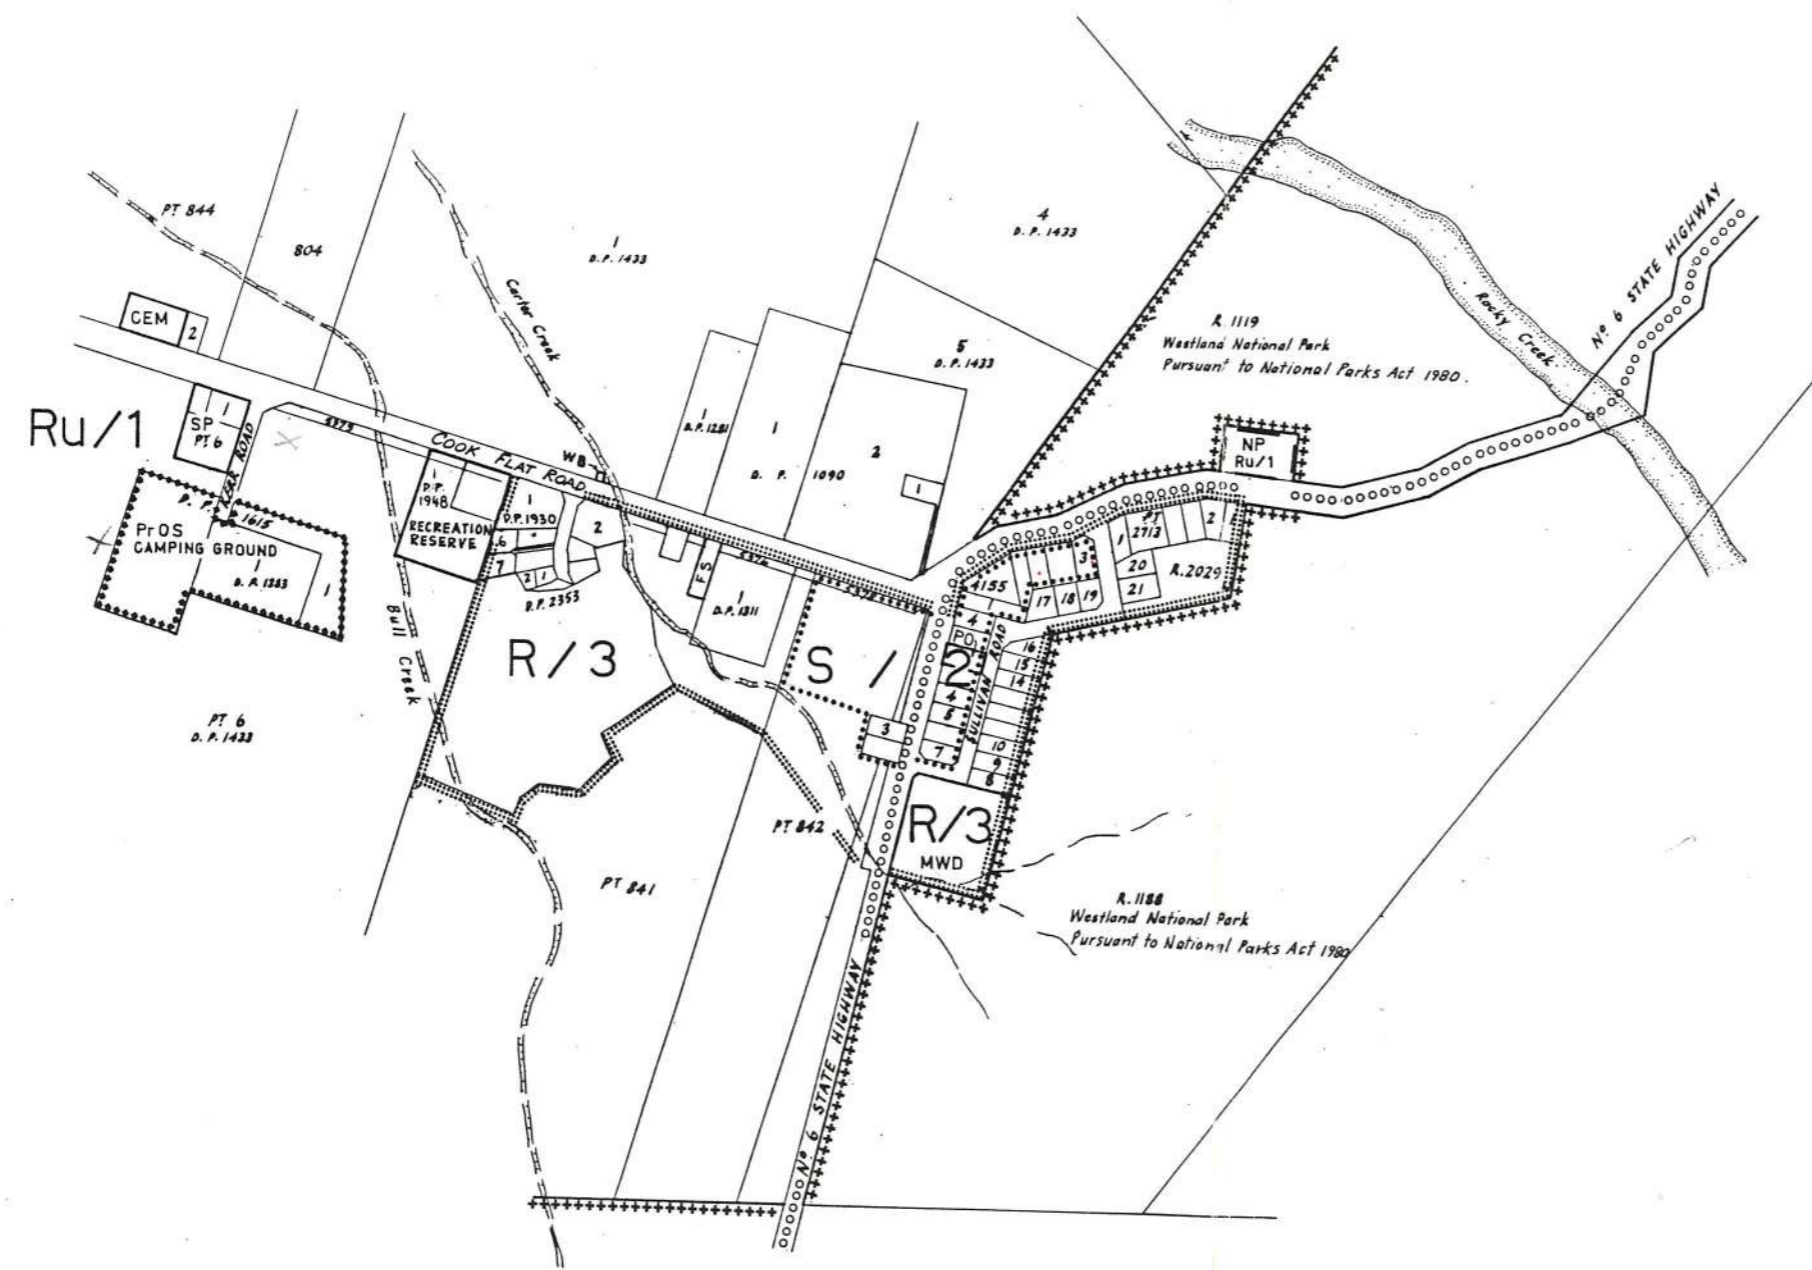 PT 844
804
1
D. P. 1433
4
D. P. 1433
5
D. P. 1433
Carter Creek
R. 1119
Westland National Park
Pursuant to National Parks Act 1980.
Rocky Creek
Nº 6 STATE HIGHWAY
CEM
2
Ru/1
1
SP
PT. 6
KERR ROAD
COOK FLAT ROAD
WB
1
D.P. 1281
1
D. P. 1090
2
1
NP
Ru/1
1
D.P.
1948
RECREATION
RESERVE
1
D.P. 1930
2
6
7
2
1
D.P. 2353
1615
PrOS
CAMPING GROUND
1
D. P. 1283
1
Bull Creek
FS
1
D.P. 1311
R/3
S / 2
4155
3
17
18
19
1
PT
2713
2
20
21
R.2029
4
PO
4
5
7
SULLIVAN ROAD
16
15
14
10
9
8
3
PT 6
D. P. 1433
PT 842
PT 841
R/3
MWD
R. 1188
Westland National Park
Pursuant to National Parks Act 1980
Nº 6 STATE HIGHWAY